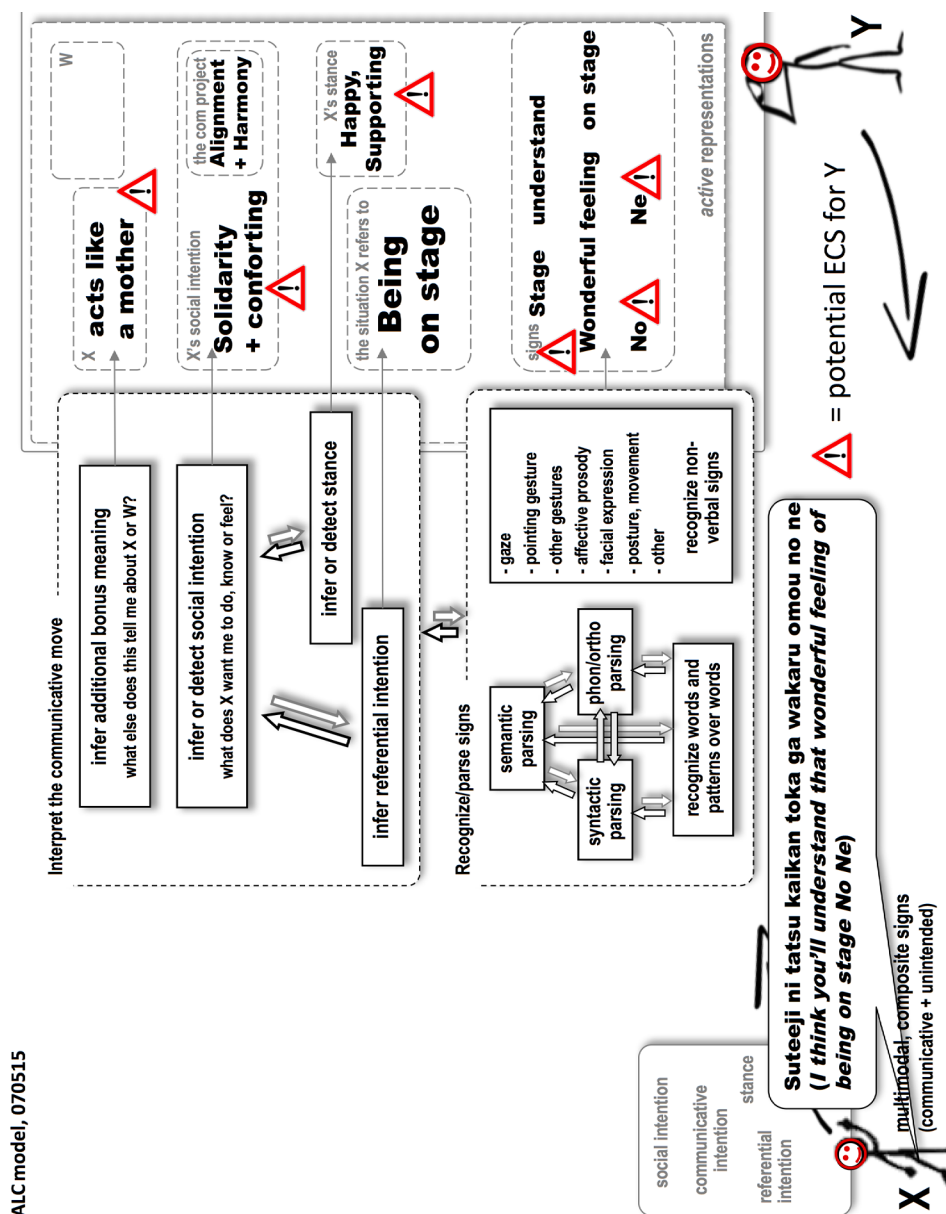 ALC model, 070515
Interpret the communicative move
infer additional bonus meaning
what else does this tell me about X or W?
infer or detect social intention
what does X want me to do, know or feel?
infer or detect stance
infer referential intention
X
acts like
a mother
W
X's social intention
Solidarity
+ conforting
the com project
Alignment
+ Harmony
X's stance
Happy,
Supporting
the situation X refers to
Being
on stage
Recognize/parse signs
semantic
parsing
syntactic
parsing
phon/ortho
parsing
recognize words and
patterns over words
- gaze
- pointing gesture
- other gestures
- affective prosody
- facial expression
- posture, movement
- other
recognize non-
verbal signs
signs
Stage understand
Wonderful feeling on stage
No Ne
active representations
social intention
communicative
intention
stance
referential
intention
Suteeji ni tatsu kaikan toka ga wakaru omou no ne
(I think you'll understand that wonderful feeling of
being on stage No Ne)
! = potential ECS for Y
Y
X
multimodal, composite signs
(communicative + unintended)